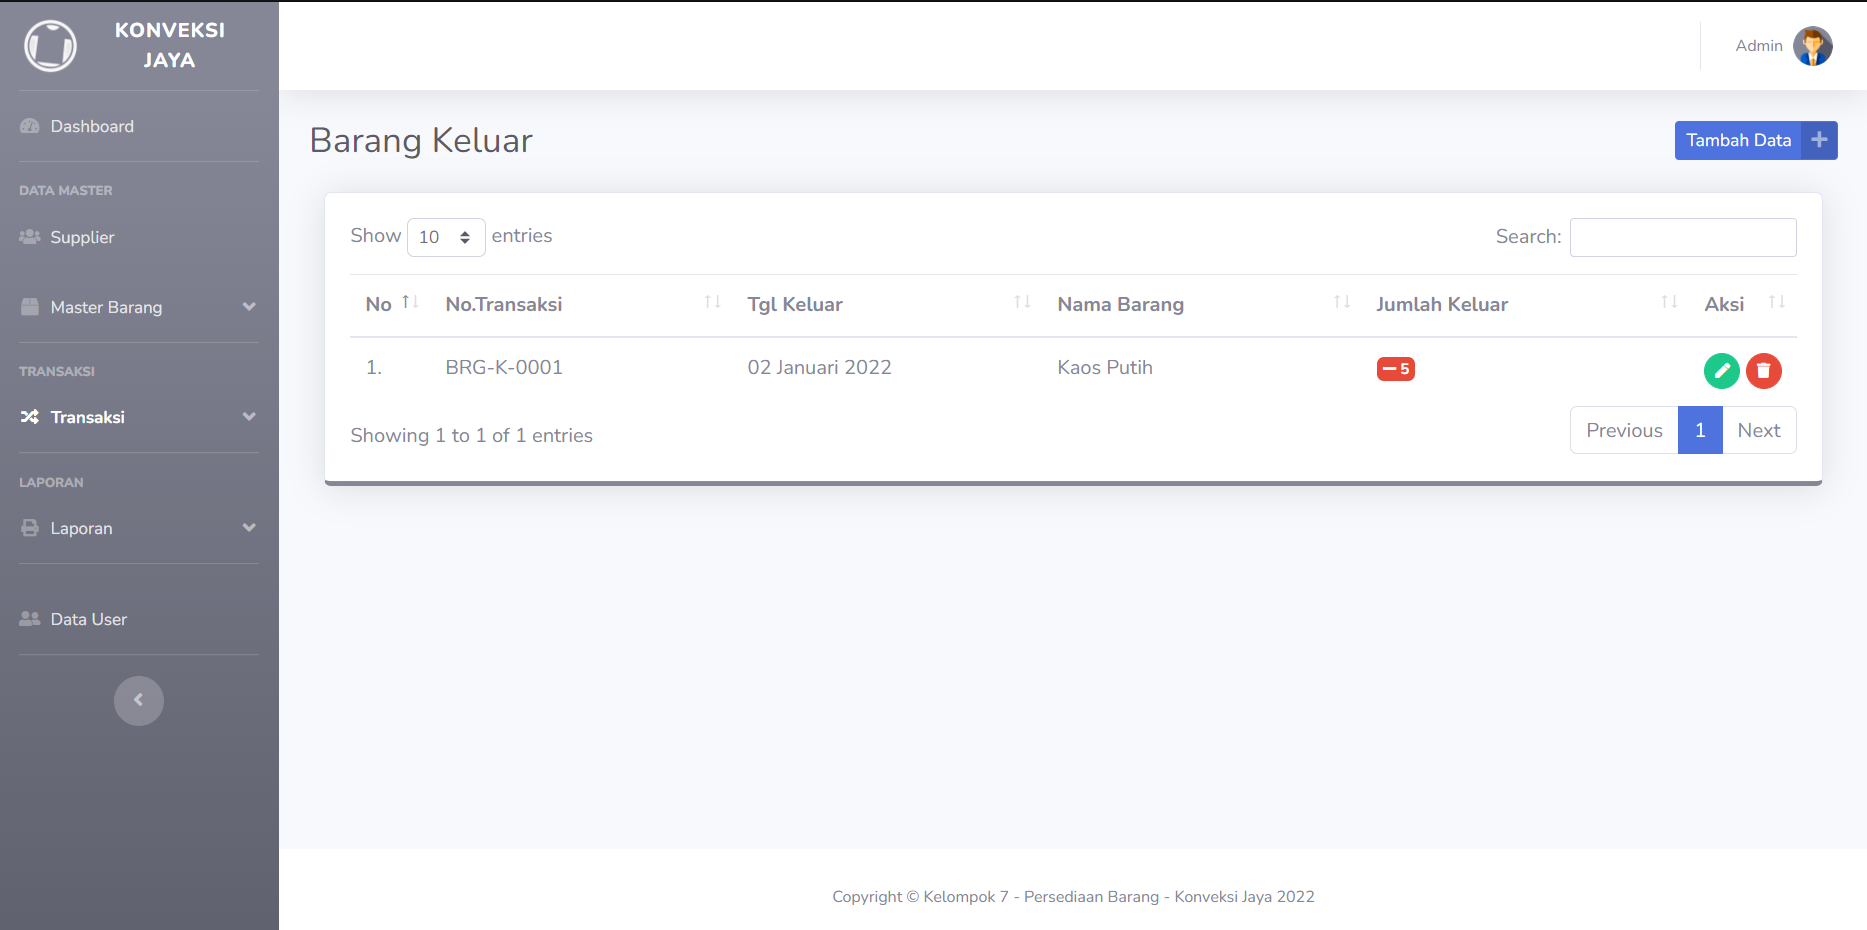 KONVEKSI
JAYA
Admin
Dashboard
DATA MASTER
Supplier
Master Barang
TRANSAKSI
Transaksi
LAPORAN
Laporan
Data User
Barang Keluar
Tambah Data
Show 10 entries
Search:
No No.Transaksi Tgl Keluar Nama Barang Jumlah Keluar Aksi
1. BRG-K-0001 02 Januari 2022 Kaos Putih 5
Showing 1 to 1 of 1 entries
Previous 1 Next
Copyright © Kelompok 7 - Persediaan Barang - Konveksi Jaya 2022